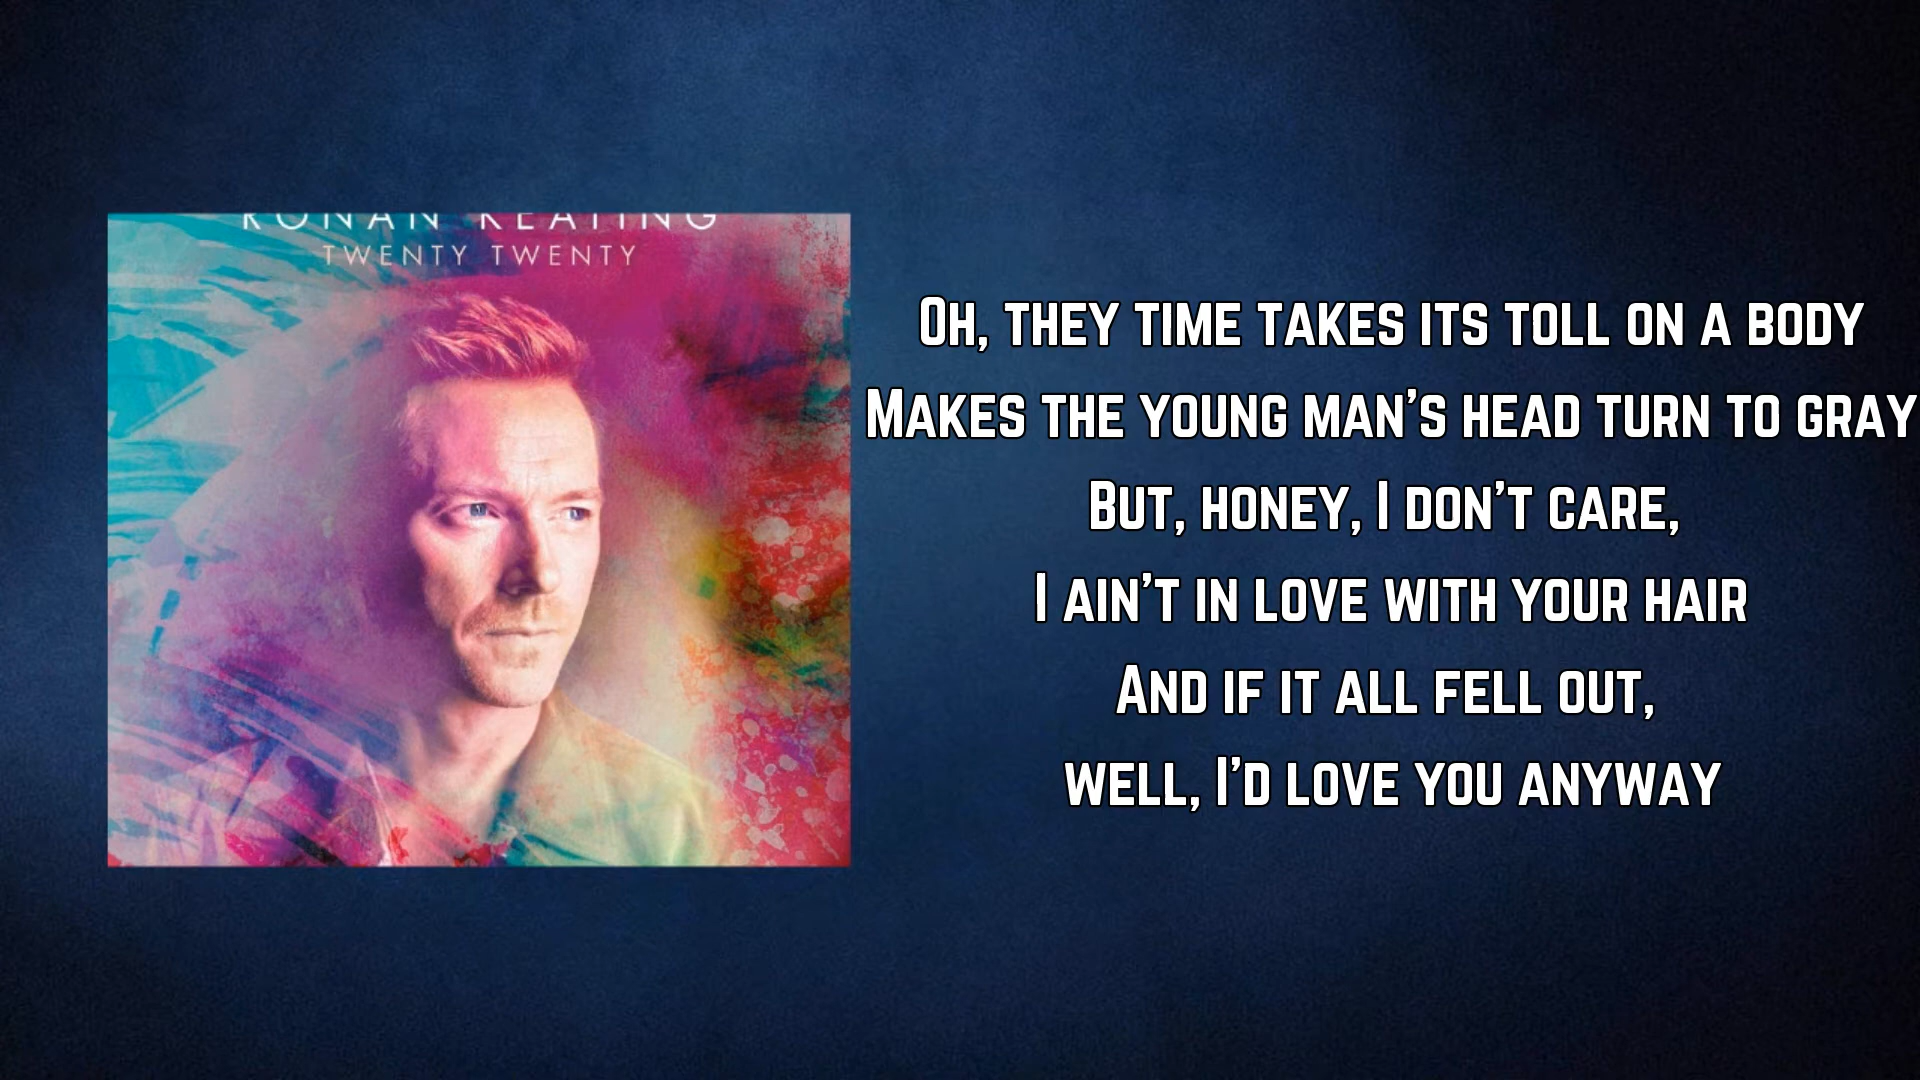 RONAN KEATING
TWENTY TWENTY
Oh, they time takes its toll on a body
Makes the young man's head turn to gray
But, honey, I don't care,
I ain't in love with your hair
And if it all fell out,
well, I'd love you anyway